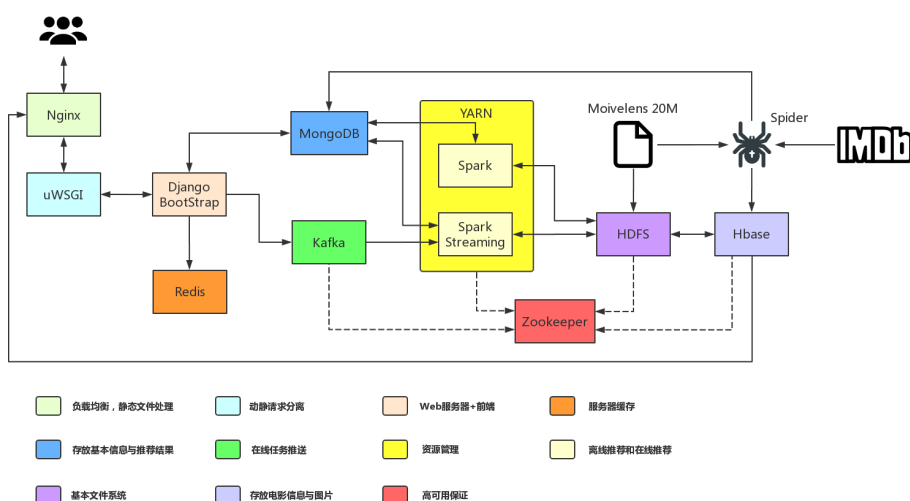 Moivelens 20M
Spider
IMDb
Nginx
MongoDB
YARN
Spark
uWSGI
Django
BootStrap
Kafka
Spark
Streaming
HDFS
Hbase
Redis
Zookeeper
负载均衡，静态文件处理
动静请求分离
Web服务器+前端
服务器缓存
存放基本信息与推荐结果
在线任务推送
资源管理
离线推荐和在线推荐
基本文件系统
存放电影信息与图片
高可用保证